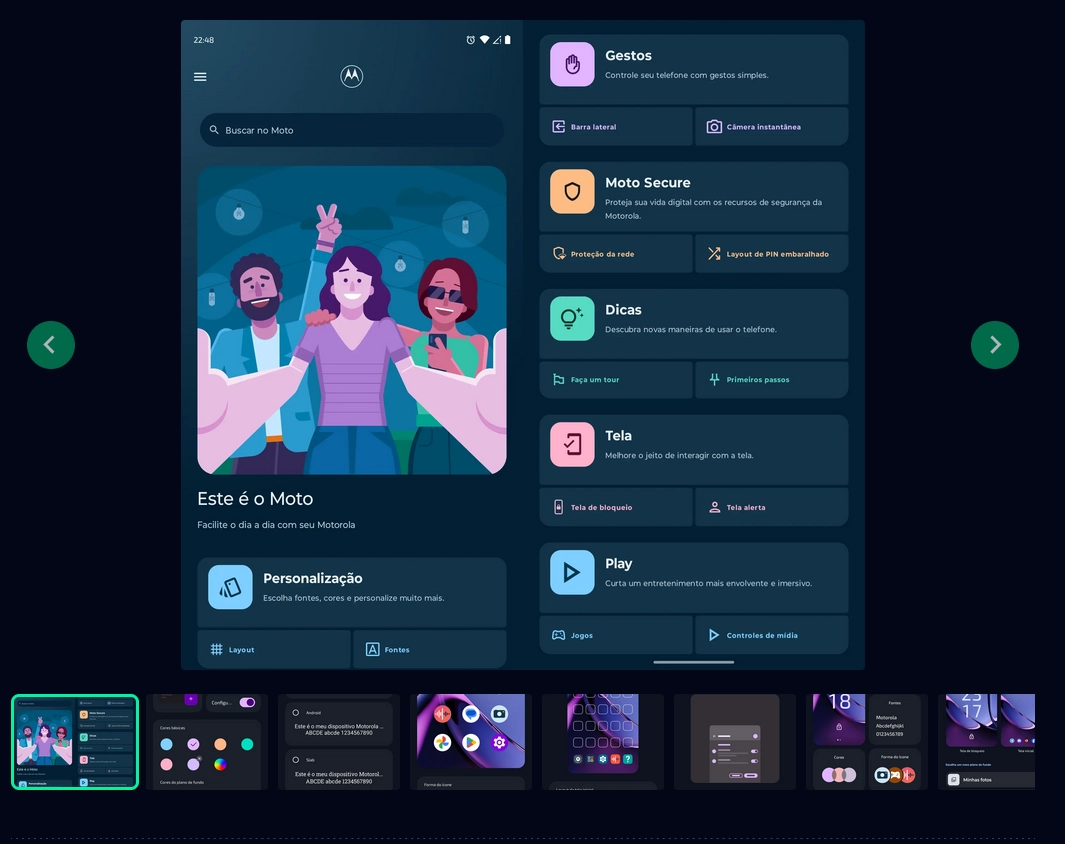 22:48
Buscar no Moto
Este é o Moto
Facilite o dia a dia com seu Motorola
Personalização
Escolha fontes, cores e personalize muito mais.
Layout
Fontes
Gestos
Controle seu telefone com gestos simples.
Barra lateral
Câmera instantânea
Moto Secure
Proteja sua vida digital com os recursos de segurança da
Motorola.
Proteção da rede
Layout de PIN embaralhado
Dicas
Descubra novas maneiras de usar o telefone.
Faça um tour
Primeiros passos
Tela
Melhore o jeito de interagir com a tela.
Tela de bloqueio
Tela alerta
Play
Curta um entretenimento mais envolvente e imersivo.
Jogos
Controles de mídia
Configu...
Cores básicas
Cores do plano de fundo
Android
Este é o meu dispositivo Motorola ...
ABCDE abcde 1234567890
Slab
Este é o meu dispositivo Motorol...
ABCDE abcde 1234567890
Forma do ícone
18
Cores
Fontes
Motorola
AbcdefghijkL
0123456789
Forma do ícone
23
17
Tela de bloqueio
Tela inicial
Minhas fotos